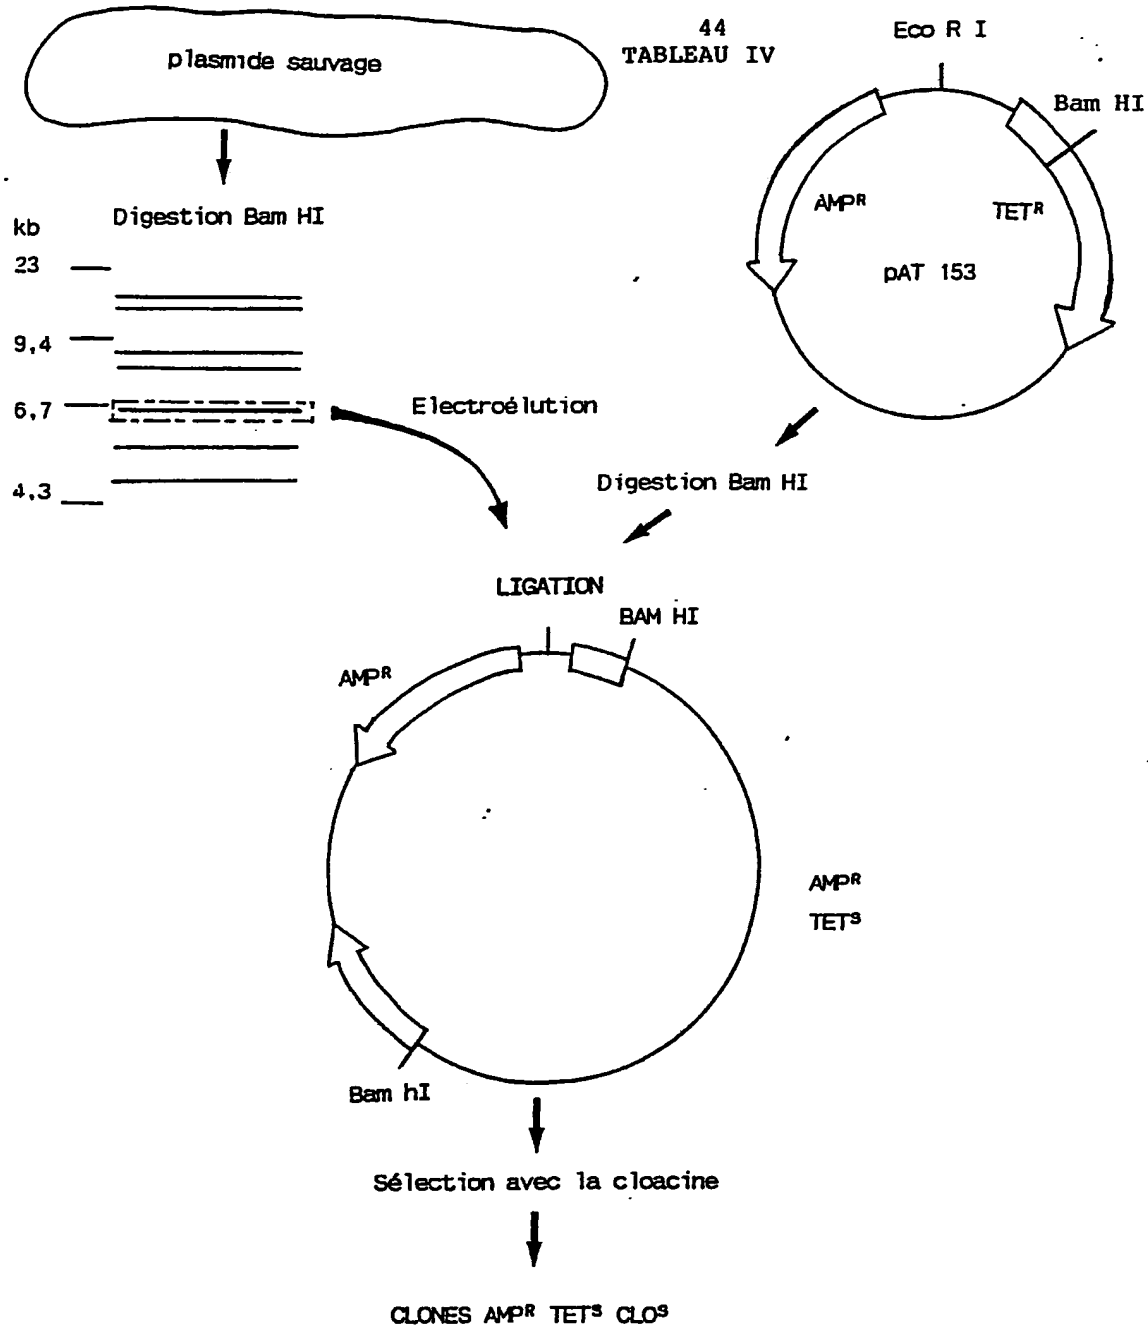 44
TABLEAU IV
plasmide sauvage
Eco R I
Bam HI
AMPR
TETR
pAT 153
Digestion Bam HI
kb
23
9,4
6,7
4,3
Electroélution
Digestion Bam HI
LIGATION
BAM HI
AMPR
AMPR
TETS
Bam hI
Sélection avec la cloacine
CLONES AMPR TETS CLOS